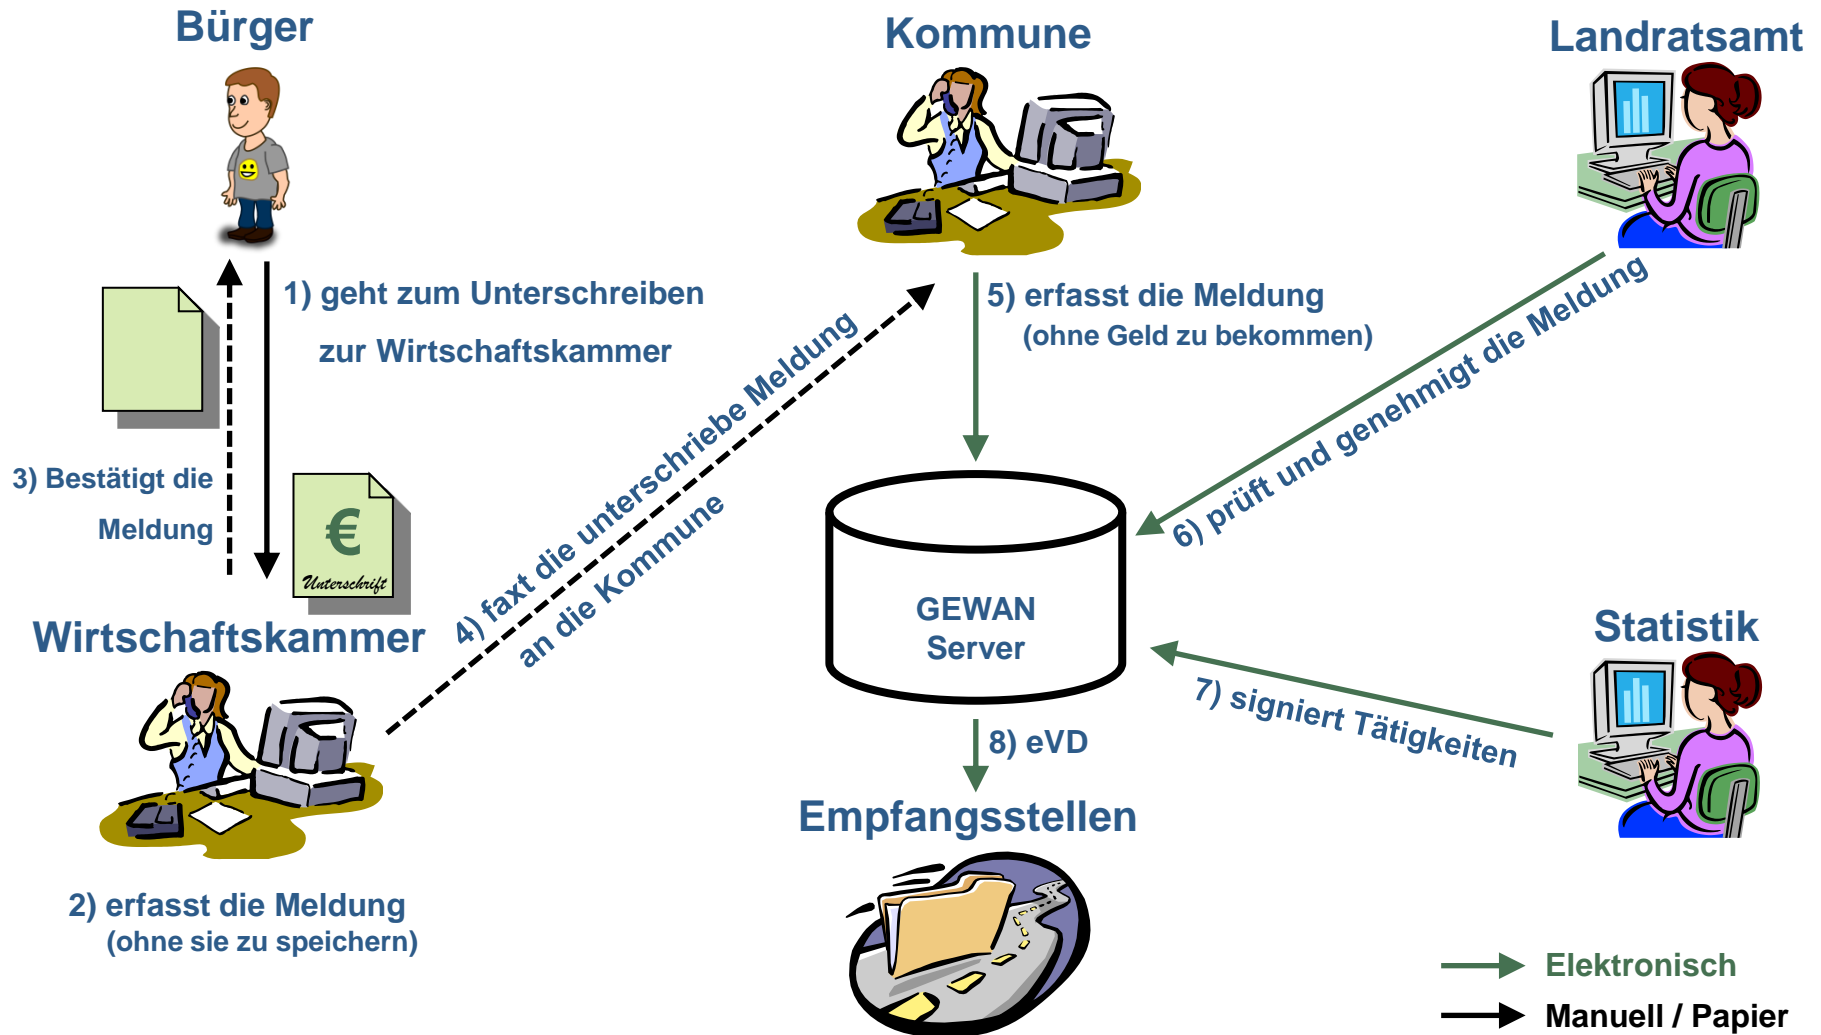 Bürger
Kommune
Landratsamt
1) geht zum Unterschreiben
zur Wirtschaftskammer
3) Bestätigt die
Meldung
€
Unterschrift
Wirtschaftskammer
2) erfasst die Meldung
(ohne sie zu speichern)
4) faxt die unterschriebe Meldung
an die Kommune
5) erfasst die Meldung
(ohne Geld zu bekommen)
6) prüft und genehmigt die Meldung
GEWAN
Server
Statistik
7) signiert Tätigkeiten
8) eVD
Empfangsstellen
Elektronisch
Manuell / Papier